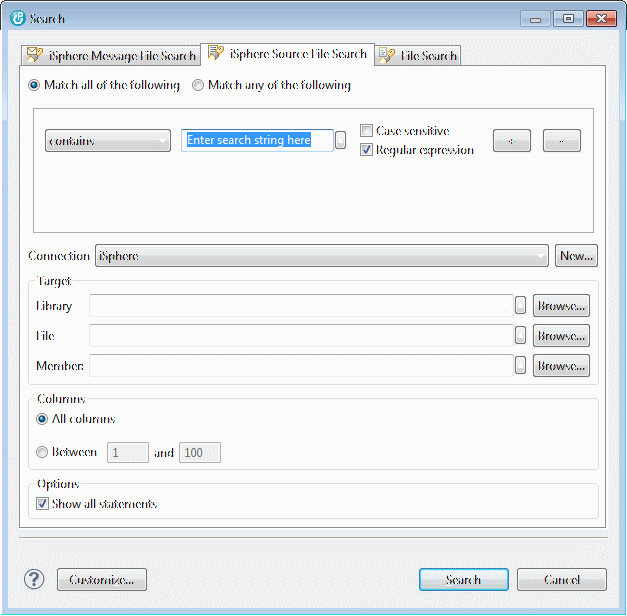 Search
iSphere Message File Search iSphere Source File Search File Search
Match all of the following Match any of the following
contains Enter search string here Case sensitive + -
Regular expression
Connection iSphere New...
Target
Library Browse...
File Browse...
Member: Browse...
Columns
All columns
Between 1 and 100
Options
Show all statements
? Customize... Search Cancel